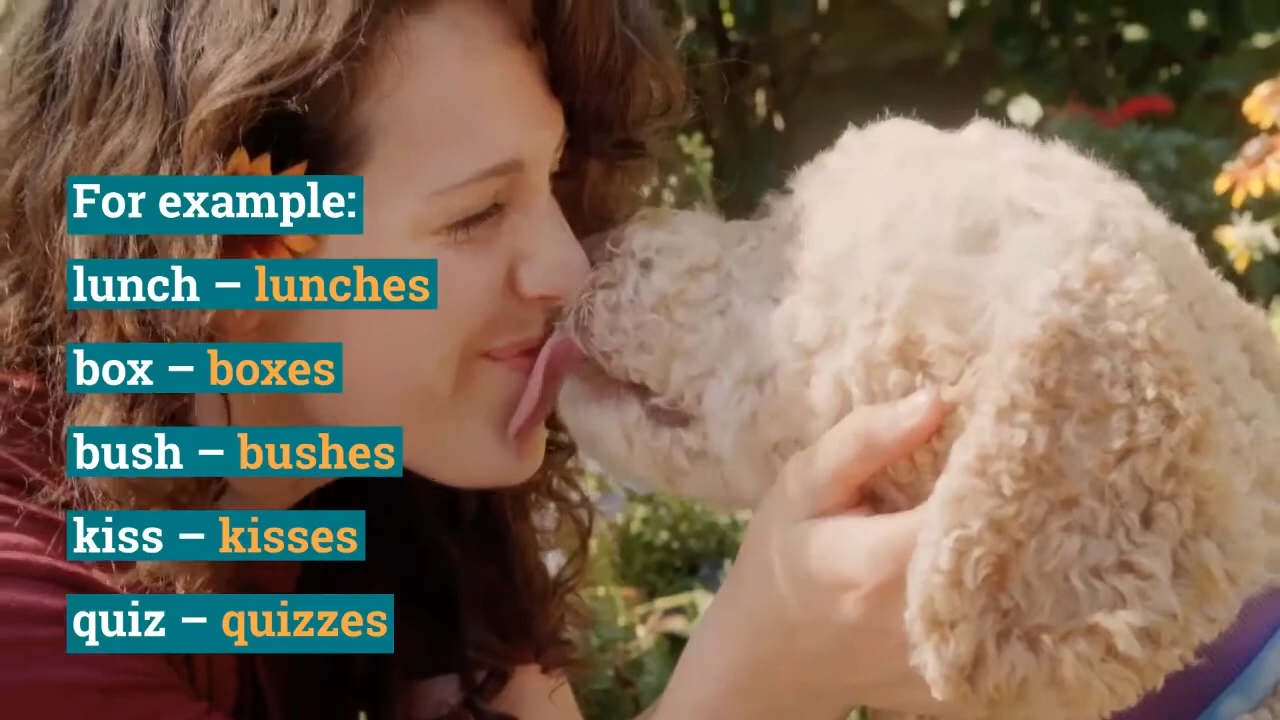 For example:
lunch – lunches
box – boxes
bush – bushes
kiss – kisses
quiz – quizzes